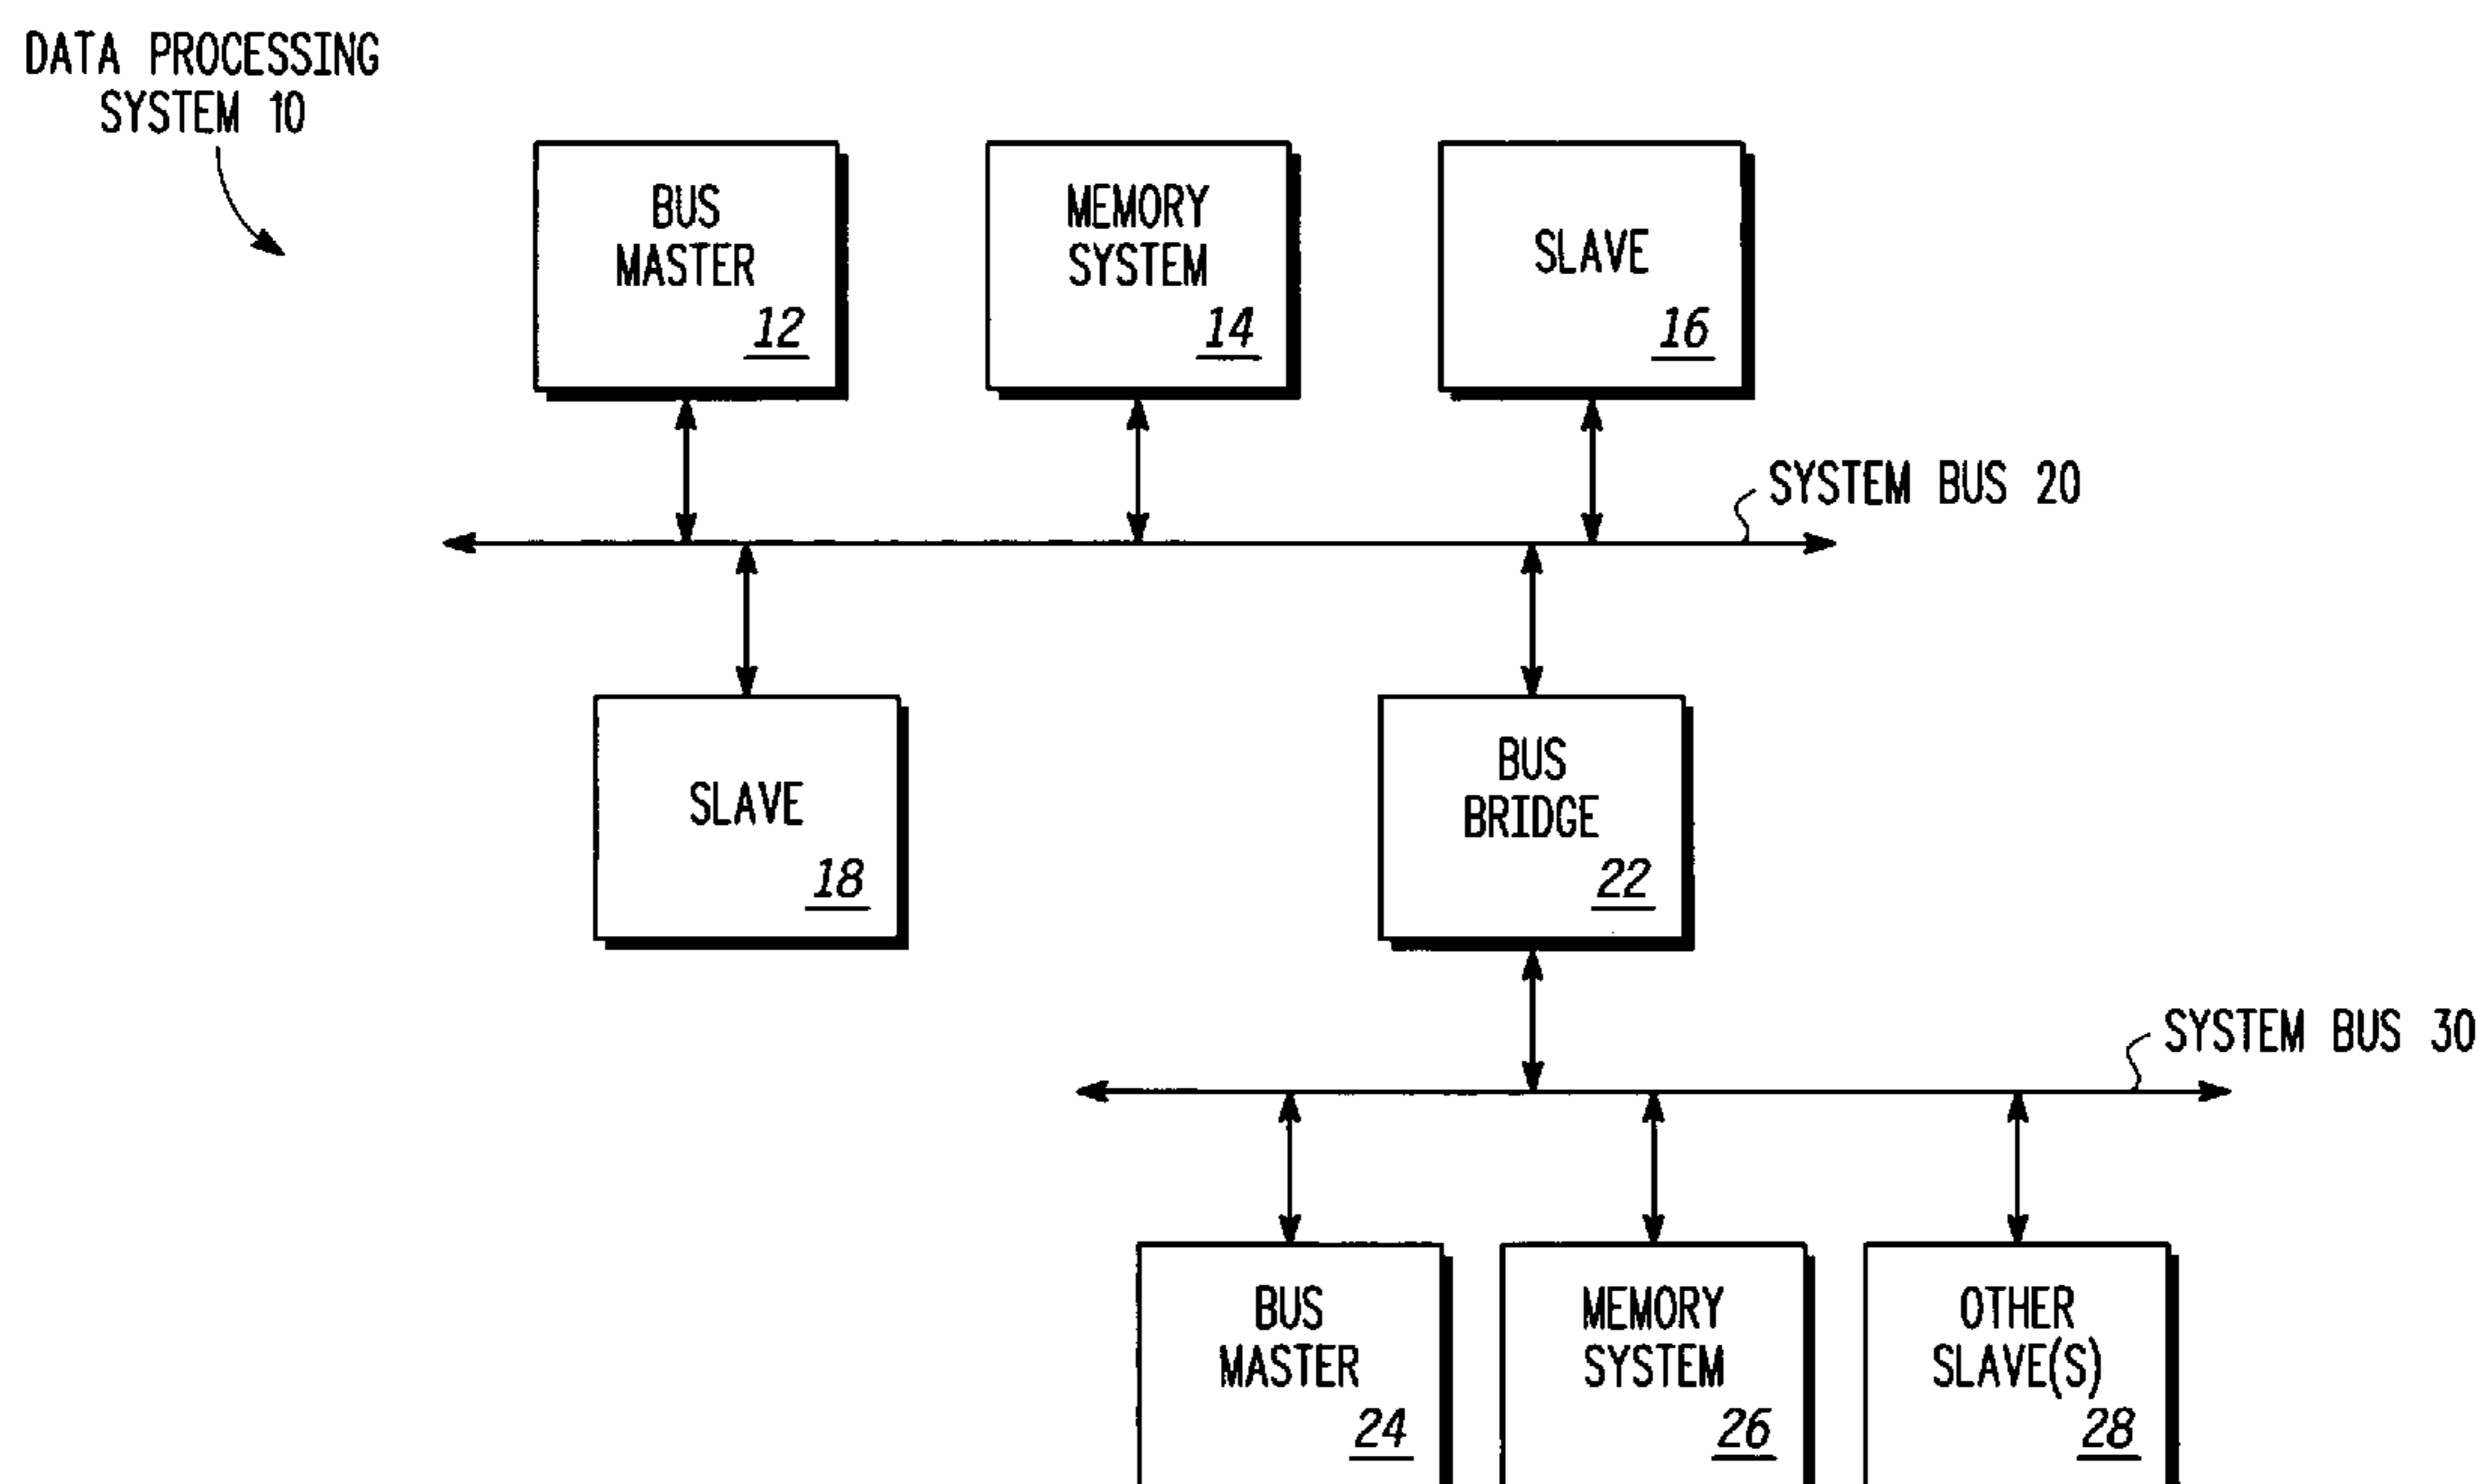 DATA PROCESSING
SYSTEM 10
BUS
MASTER
12
MEMORY
SYSTEM
14
SLAVE
16
SYSTEM BUS 20
SLAVE
18
BUS
BRIDGE
22
SYSTEM BUS 30
BUS
MASTER
24
MEMORY
SYSTEM
26
OTHER
SLAVE(S)
28